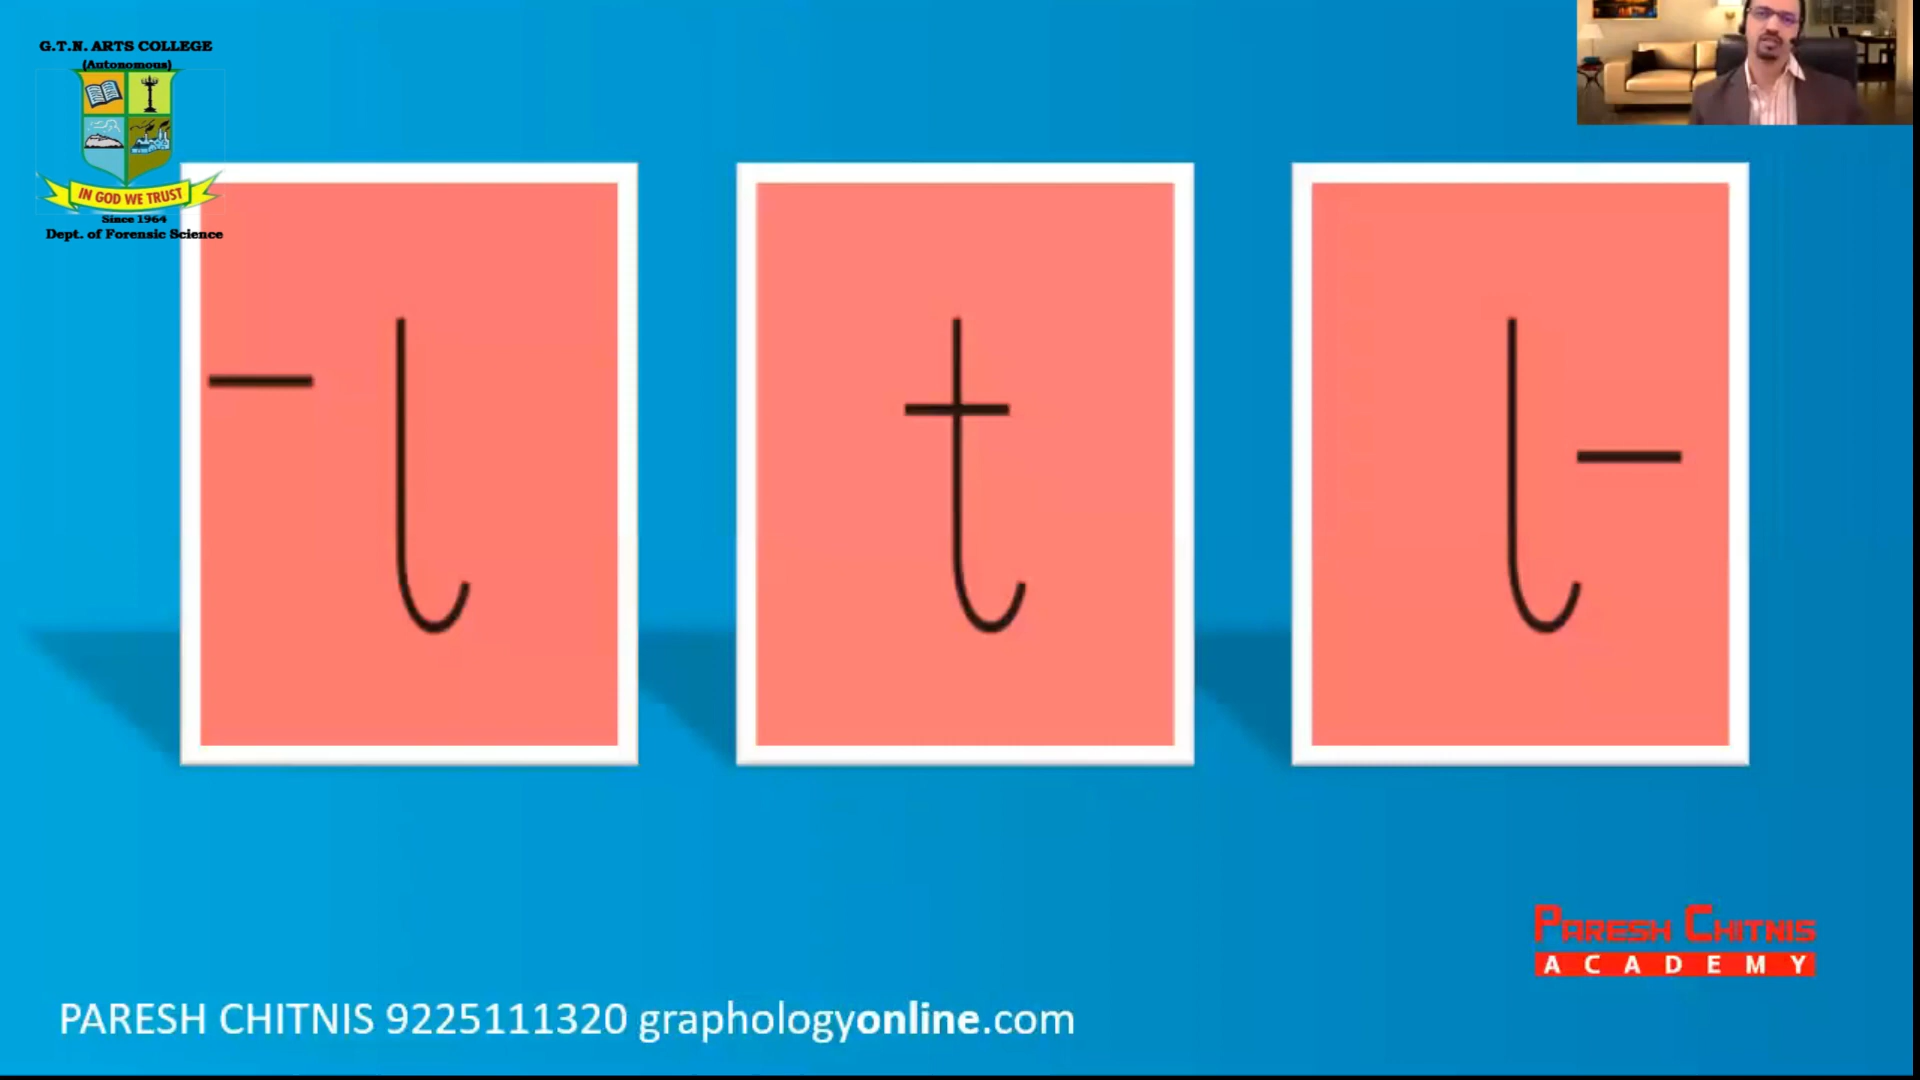 G.T.N. ARTS COLLEGE
(Autonomous)
IN GOD WE TRUST
Since 1964
Dept. of Forensic Science
t
PARESH CHITNIS
ACADEMY
PARESH CHITNIS 9225111320 graphologyonline.com